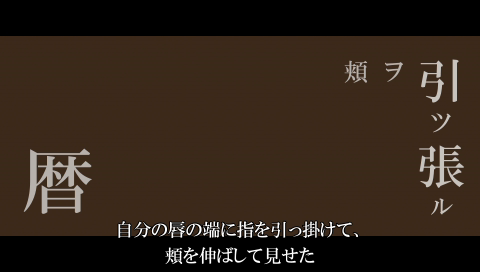 引ッ張ル
頬ヲ
暦
自分の唇の端に指を引っ掛けて、
頬を伸ばして見せた